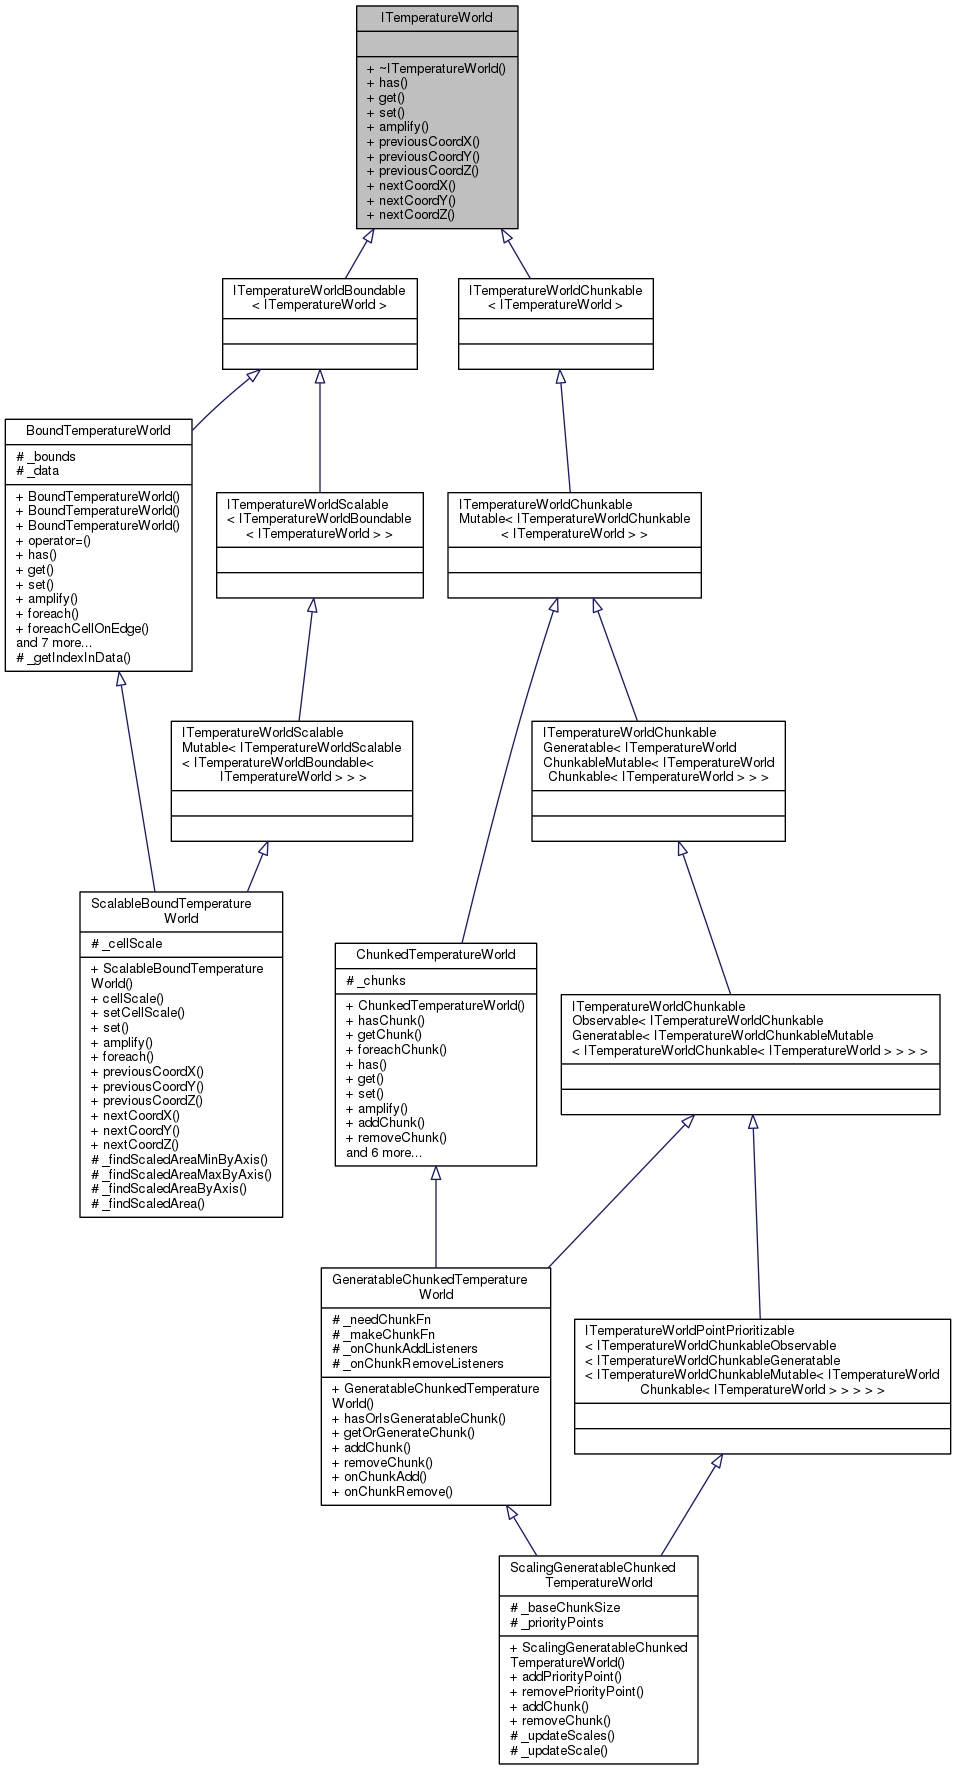 ITemperatureWorld
+ ~ITemperatureWorld()
+ has()
+ get()
+ set()
+ amplify()
+ previousCoordX()
+ previousCoordY()
+ previousCoordZ()
+ nextCoordX()
+ nextCoordY()
+ nextCoordZ()
ITemperatureWorldBoundable
< ITemperatureWorld >
ITemperatureWorldChunkable
< ITemperatureWorld >
BoundTemperatureWorld
# _bounds
# _data
+ BoundTemperatureWorld()
+ BoundTemperatureWorld()
+ BoundTemperatureWorld()
+ operator=()
+ has()
+ get()
+ set()
+ amplify()
+ foreach()
+ foreachCellOnEdge()
and 7 more...
# _getIndexInData()
ITemperatureWorldScalable
< ITemperatureWorldBoundable
< ITemperatureWorld > >
ITemperatureWorldChunkable
Mutable< ITemperatureWorldChunkable
< ITemperatureWorld > >
ITemperatureWorldScalable
Mutable< ITemperatureWorldScalable
< ITemperatureWorldBoundable<
ITemperatureWorld > > >
ITemperatureWorldChunkable
Generatable< ITemperatureWorld
ChunkableMutable< ITemperatureWorld
Chunkable< ITemperatureWorld > > >
ScalableBoundTemperature
World
# _cellScale
+ ScalableBoundTemperature
World()
+ cellScale()
+ setCellScale()
+ set()
+ amplify()
+ foreach()
+ previousCoordX()
+ previousCoordY()
+ previousCoordZ()
+ nextCoordX()
+ nextCoordY()
+ nextCoordZ()
# _findScaledAreaMinByAxis()
# _findScaledAreaMaxByAxis()
# _findScaledAreaByAxis()
# _findScaledArea()
ChunkedTemperatureWorld
# _chunks
+ ChunkedTemperatureWorld()
+ hasChunk()
+ getChunk()
+ foreachChunk()
+ has()
+ get()
+ set()
+ amplify()
+ addChunk()
+ removeChunk()
and 6 more...
ITemperatureWorldChunkable
Observable< ITemperatureWorldChunkable
Generatable< ITemperatureWorldChunkableMutable
< ITemperatureWorldChunkable< ITemperatureWorld > > > >
GeneratableChunkedTemperature
World
# _needChunkFn
# _makeChunkFn
# _onChunkAddListeners
# _onChunkRemoveListeners
+ GeneratableChunkedTemperature
World()
+ hasOrIsGeneratableChunk()
+ getOrGenerateChunk()
+ addChunk()
+ removeChunk()
+ onChunkAdd()
+ onChunkRemove()
ITemperatureWorldPointPrioritizable
< ITemperatureWorldChunkableObservable
< ITemperatureWorldChunkableGeneratable
< ITemperatureWorldChunkableMutable< ITemperatureWorld
Chunkable< ITemperatureWorld > > > > >
ScalingGeneratableChunked
TemperatureWorld
# _baseChunkSize
# _priorityPoints
+ ScalingGeneratableChunked
TemperatureWorld()
+ addPriorityPoint()
+ removePriorityPoint()
+ addChunk()
+ removeChunk()
# _updateScales()
# _updateScale()